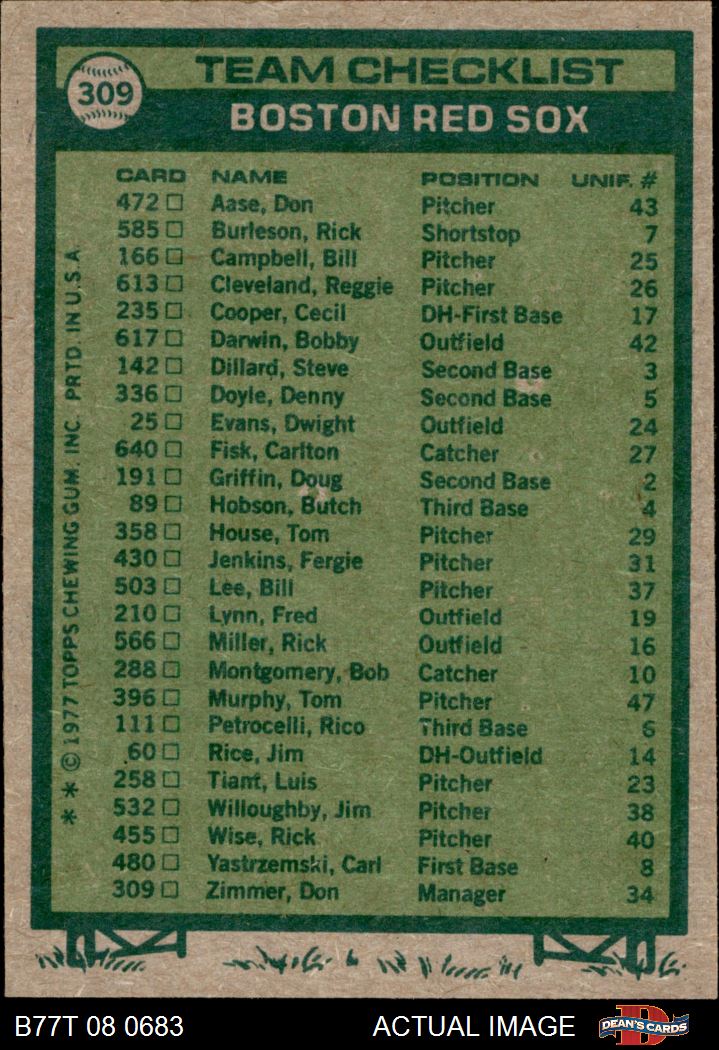 309
TEAM CHECKLIST
BOSTON RED SOX
CARD NAME POSITION UNIF. #
472 Aase, Don Pitcher 43
585 Burleson, Rick Shortstop 7
166 Campbell, Bill Pitcher 25
613 Cleveland, Reggie Pitcher 26
235 Cooper, Cecil DH-First Base 17
617 Darwin, Bobby Outfield 42
142 Dillard, Steve Second Base 3
336 Doyle, Denny Second Base 5
25 Evans, Dwight Outfield 24
640 Fisk, Carlton Catcher 27
191 Griffin, Doug Second Base 2
89 Hobson, Butch Third Base 4
358 House, Tom Pitcher 29
430 Jenkins, Fergie Pitcher 31
503 Lee, Bill Pitcher 37
210 Lynn, Fred Outfield 19
566 Miller, Rick Outfield 16
288 Montgomery, Bob Catcher 10
396 Murphy, Tom Pitcher 47
111 Petrocelli, Rico Third Base 6
60 Rice, Jim DH-Outfield 14
258 Tiant, Luis Pitcher 23
532 Willoughby, Jim Pitcher 38
455 Wise, Rick Pitcher 40
480 Yastrzemski, Carl First Base 8
309 Zimmer, Don Manager 34
* * © 1977 TOPPS CHEWING GUM, INC. PRTD. IN U.S.A.
B77T 08 0683 ACTUAL IMAGE
D
DEAN'S CARDS